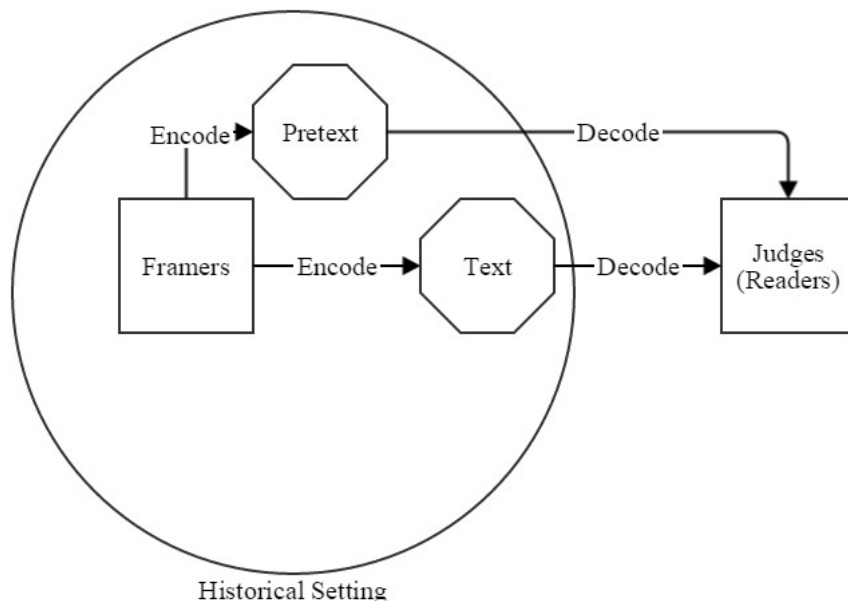 Encode
Pretext
Decode
Framers
Encode
Text
Decode
Judges
(Readers)
Historical Setting